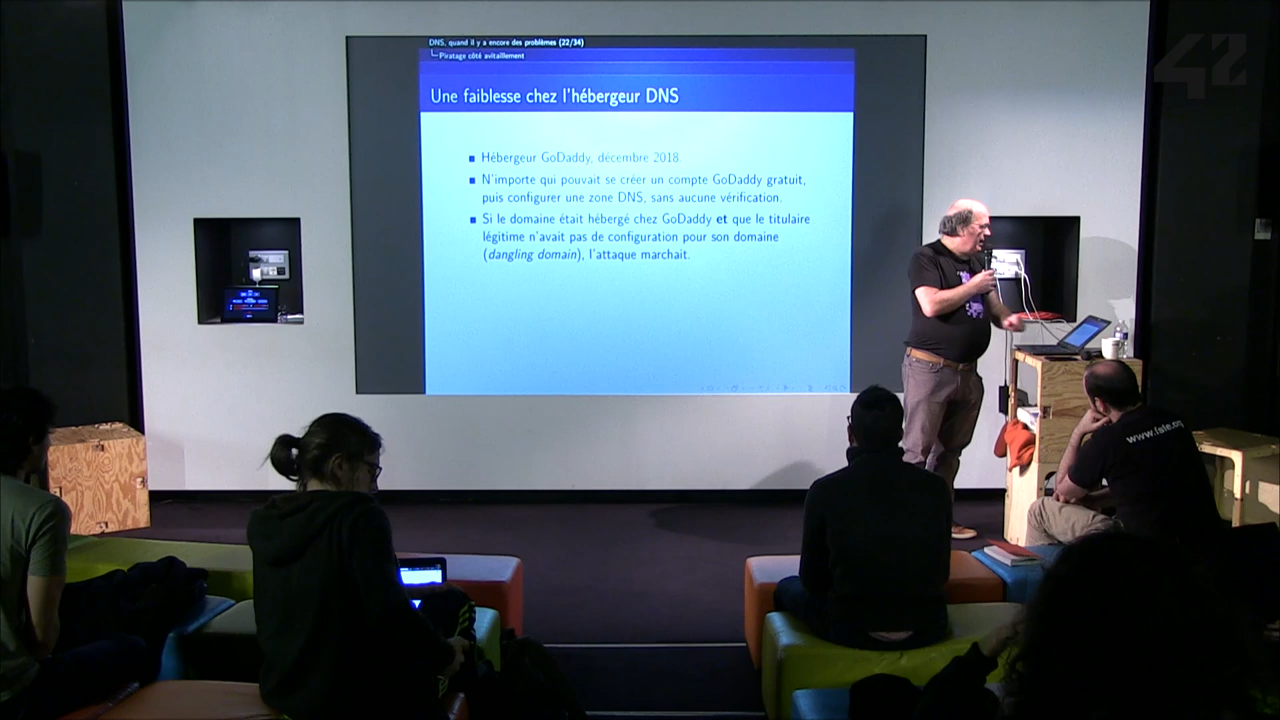 DNS, quand il y a encore des problèmes (22/34)
Piratage côté avitaillement
Une faiblesse chez l'hébergeur DNS
Hébergeur GoDaddy, décembre 2018.
N'importe qui pouvait se créer un compte GoDaddy gratuit,
puis configurer une zone DNS, sans aucune vérification.
Si le domaine était hébergé chez GoDaddy et que le titulaire
légitime n'avait pas de configuration pour son domaine
(dangling domain), l'attaque marchait.
42